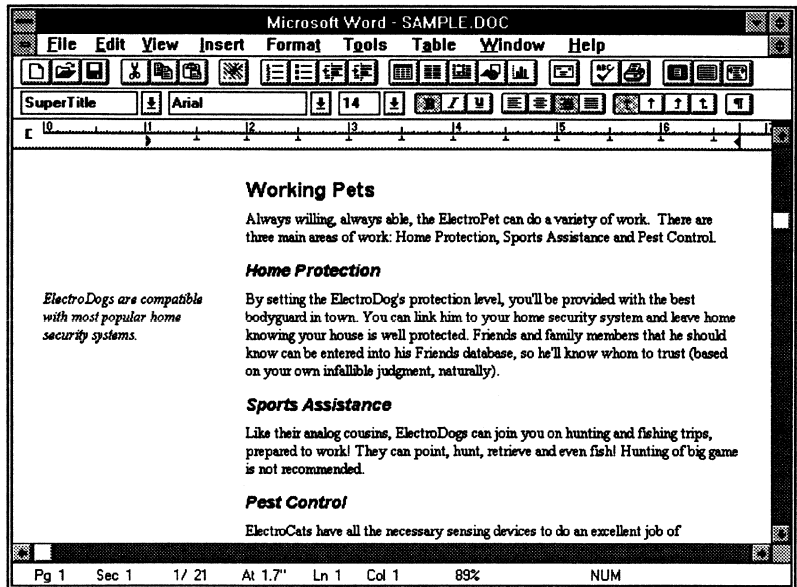 Microsoft Word - SAMPLE.DOC
File Edit View Insert Format Tools Table Window Help
SuperTitle Arial 14 B I U
0 1 2 3 4 5 6 7
Working Pets
Always willing, always able, the ElectroPet can do a variety of work. There are
three main areas of work: Home Protection, Sports Assistance and Pest Control.
Home Protection
ElectroDogs are compatible
with most popular home
security systems.
By setting the ElectroDog's protection level, you'll be provided with the best
bodyguard in town. You can link him to your home security system and leave home
knowing your house is well protected. Friends and family members that he should
know can be entered into his Friends database, so he'll know whom to trust (based
on your own infallible judgment, naturally).
Sports Assistance
Like their analog cousins, ElectroDogs can join you on hunting and fishing trips,
prepared to work! They can point, hunt, retrieve and even fish! Hunting of big game
is not recommended.
Pest Control
ElectroCats have all the necessary sensing devices to do an excellent job of
Pg 1 Sec 1 1/ 21 At 1.7" Ln 1 Col 1 89% NUM